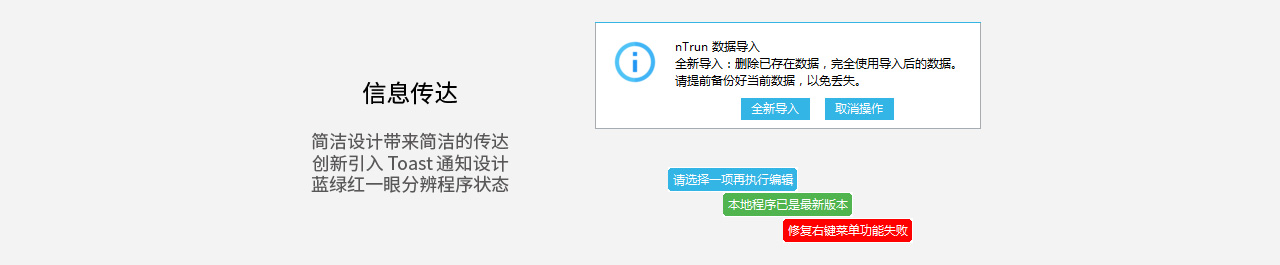 信息传达
简洁设计带来简洁的传达
创新引入 Toast 通知设计
蓝绿红一眼分辨程序状态
nTrun 数据导入
全新导入：删除已存在数据，完全使用导入后的数据。
请提前备份好当前数据，以免丢失。
全新导入
取消操作
请选择一项再执行编辑
本地程序已是最新版本
修复右键菜单功能失败